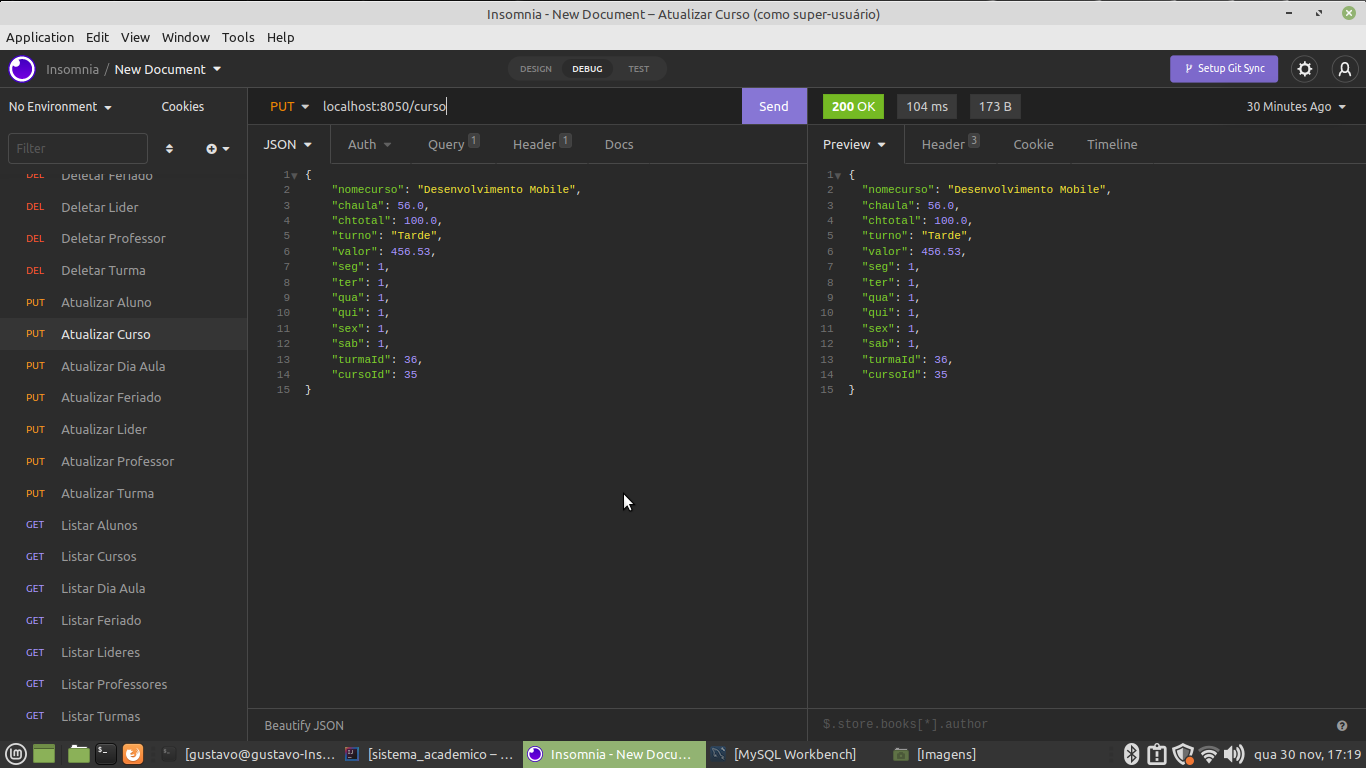 Insomnia - New Document – Atualizar Curso (como super-usuário)
Application Edit View Window Tools Help
Insomnia / New Document
DESIGN DEBUG TEST
Setup Git Sync
No Environment Cookies
PUT localhost:8050/curso Send
200 OK 104 ms 173 B 30 Minutes Ago
Filter
JSON Auth Query 1 Header 1 Docs
Preview Header 3 Cookie Timeline
DEL Deletar Feriado
DEL Deletar Lider
DEL Deletar Professor
DEL Deletar Turma
PUT Atualizar Aluno
PUT Atualizar Curso
PUT Atualizar Dia Aula
PUT Atualizar Feriado
PUT Atualizar Lider
PUT Atualizar Professor
PUT Atualizar Turma
GET Listar Alunos
GET Listar Cursos
GET Listar Dia Aula
GET Listar Feriado
GET Listar Lideres
GET Listar Professores
GET Listar Turmas
1 {
2 "nomecurso": "Desenvolvimento Mobile",
3 "chaula": 56.0,
4 "chtotal": 100.0,
5 "turno": "Tarde",
6 "valor": 456.53,
7 "seg": 1,
8 "ter": 1,
9 "qua": 1,
10 "qui": 1,
11 "sex": 1,
12 "sab": 1,
13 "turmaId": 36,
14 "cursoId": 35
15 }
Beautify JSON
1 {
2 "nomecurso": "Desenvolvimento Mobile",
3 "chaula": 56.0,
4 "chtotal": 100.0,
5 "turno": "Tarde",
6 "valor": 456.53,
7 "seg": 1,
8 "ter": 1,
9 "qua": 1,
10 "qui": 1,
11 "sex": 1,
12 "sab": 1,
13 "turmaId": 36,
14 "cursoId": 35
15 }
$.store.books[*].author
[gustavo@gustavo-Ins... [sistema_academico – ... Insomnia - New Docum... [MySQL Workbench] [Imagens] qua 30 nov, 17:19